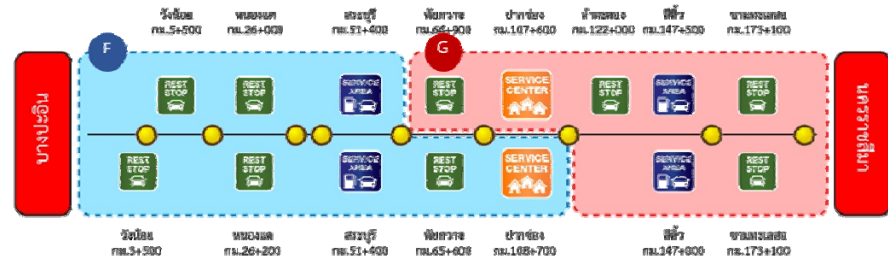 วังน้อย หนองแค สระบุรี ทับกวาง ปากช่อง ลำตะคอง สีคิ้ว ขามทะเลสอ
กม.5+500 กม.26+000 กม.51+400 กม.107+600 กม.122+000 กม.147+500 กม.173+100
F G
REST STOP REST STOP SERVICE AREA REST STOP SERVICE CENTER REST STOP SERVICE AREA REST STOP
บางปะอิน นครราชสีมา
REST STOP REST STOP SERVICE AREA REST STOP SERVICE CENTER SERVICE AREA REST STOP
วังน้อย หนองแค สระบุรี ทับกวาง ปากช่อง สีคิ้ว ขามทะเลสอ
กม.3+500 กม.26+200 กม.51+400 กม.65+600 กม.108+700 กม.173+100